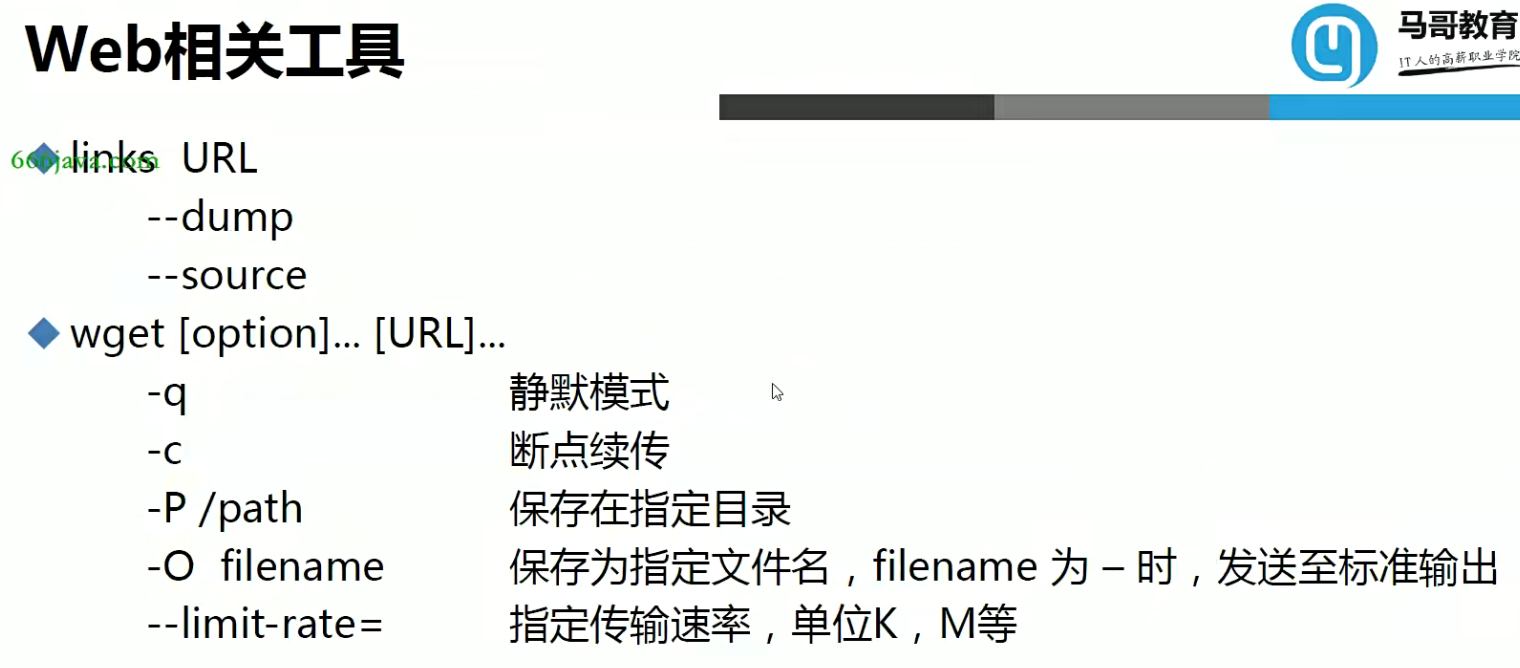 Web相关工具
马哥教育
IT人的高薪职业学院
666java.com
links URL
--dump
--source
wget [option]... [URL]...
-q 静默模式
-c 断点续传
-P /path 保存在指定目录
-O filename 保存为指定文件名，filename 为 – 时，发送至标准输出
--limit-rate= 指定传输速率，单位K，M等